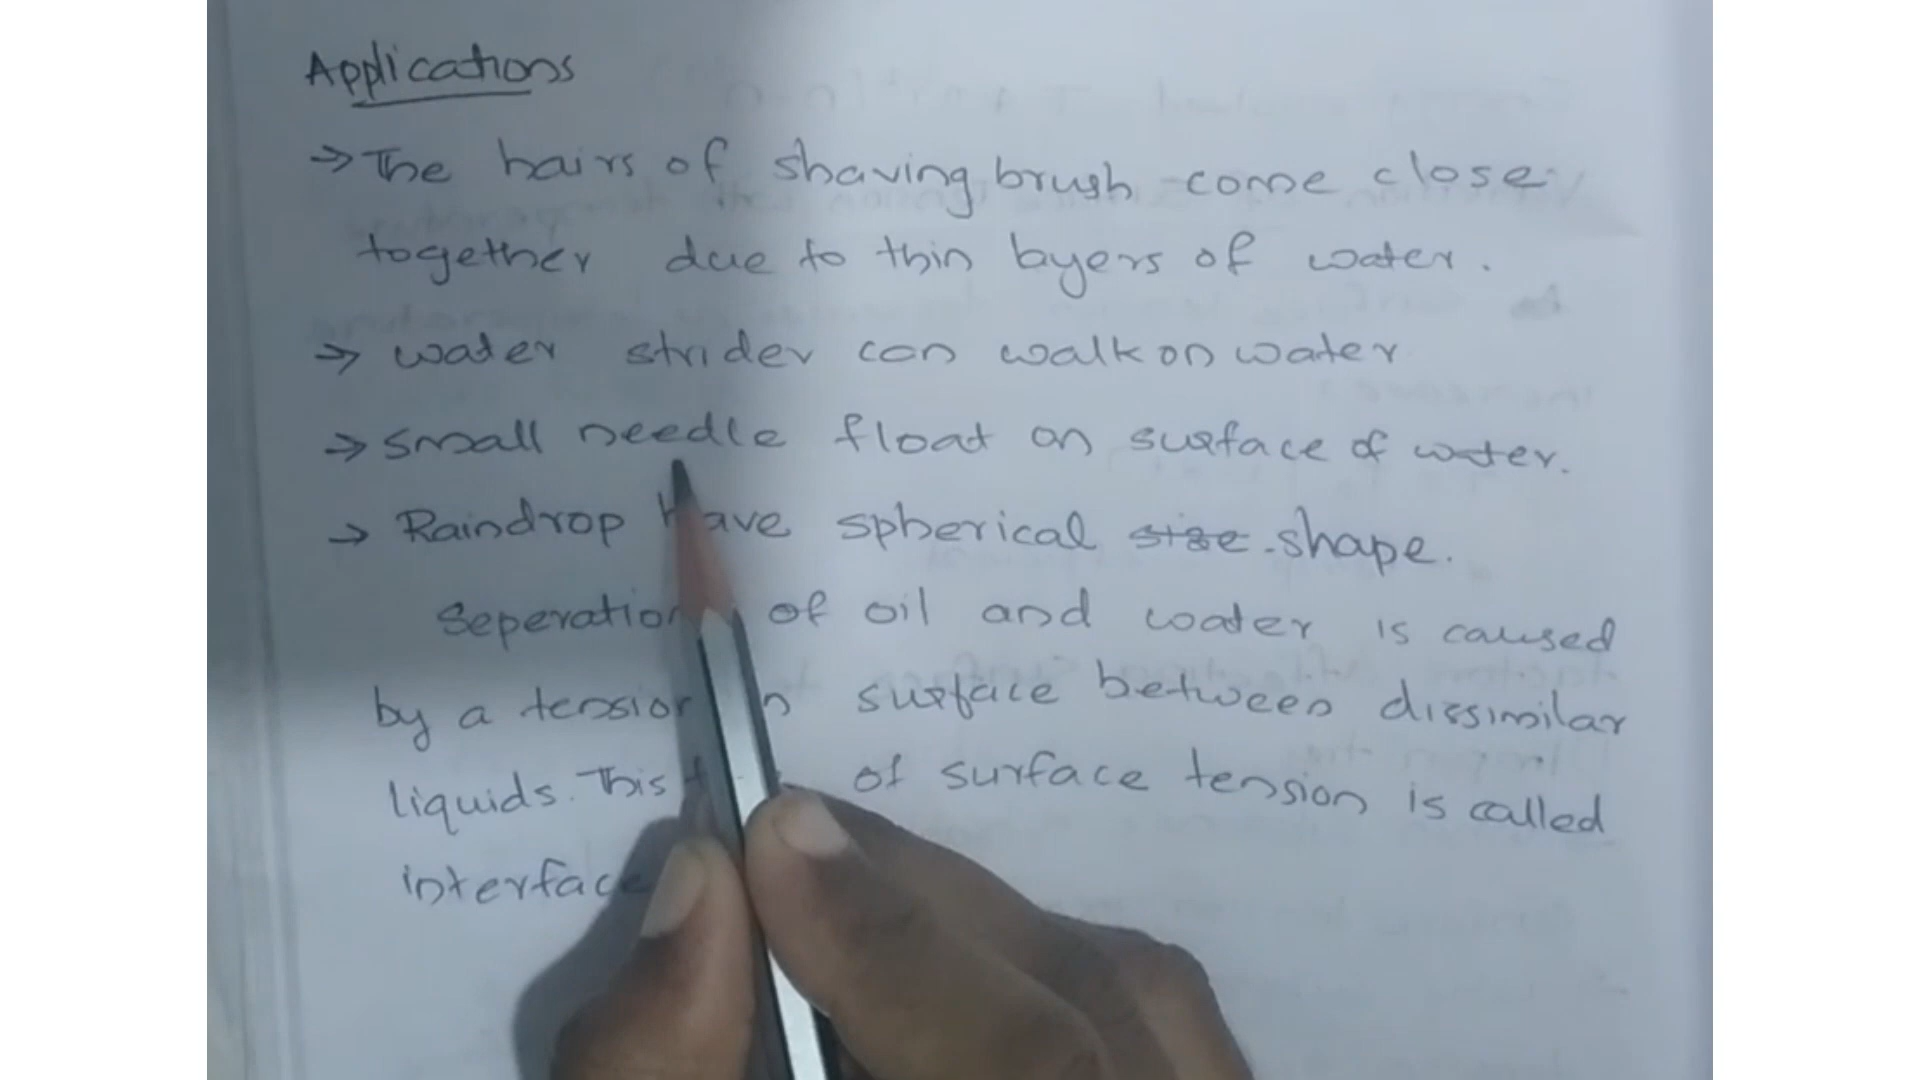 Applications
→ The hairs of shaving brush come close
together due to thin layers of water.
→ water strider can walk on water
→ small needle float on surface of water.
→ Raindrop have spherical size. shape.
Seperation of oil and water is caused
by a tension surface between dissimilar
liquids. This of surface tension is called
interface